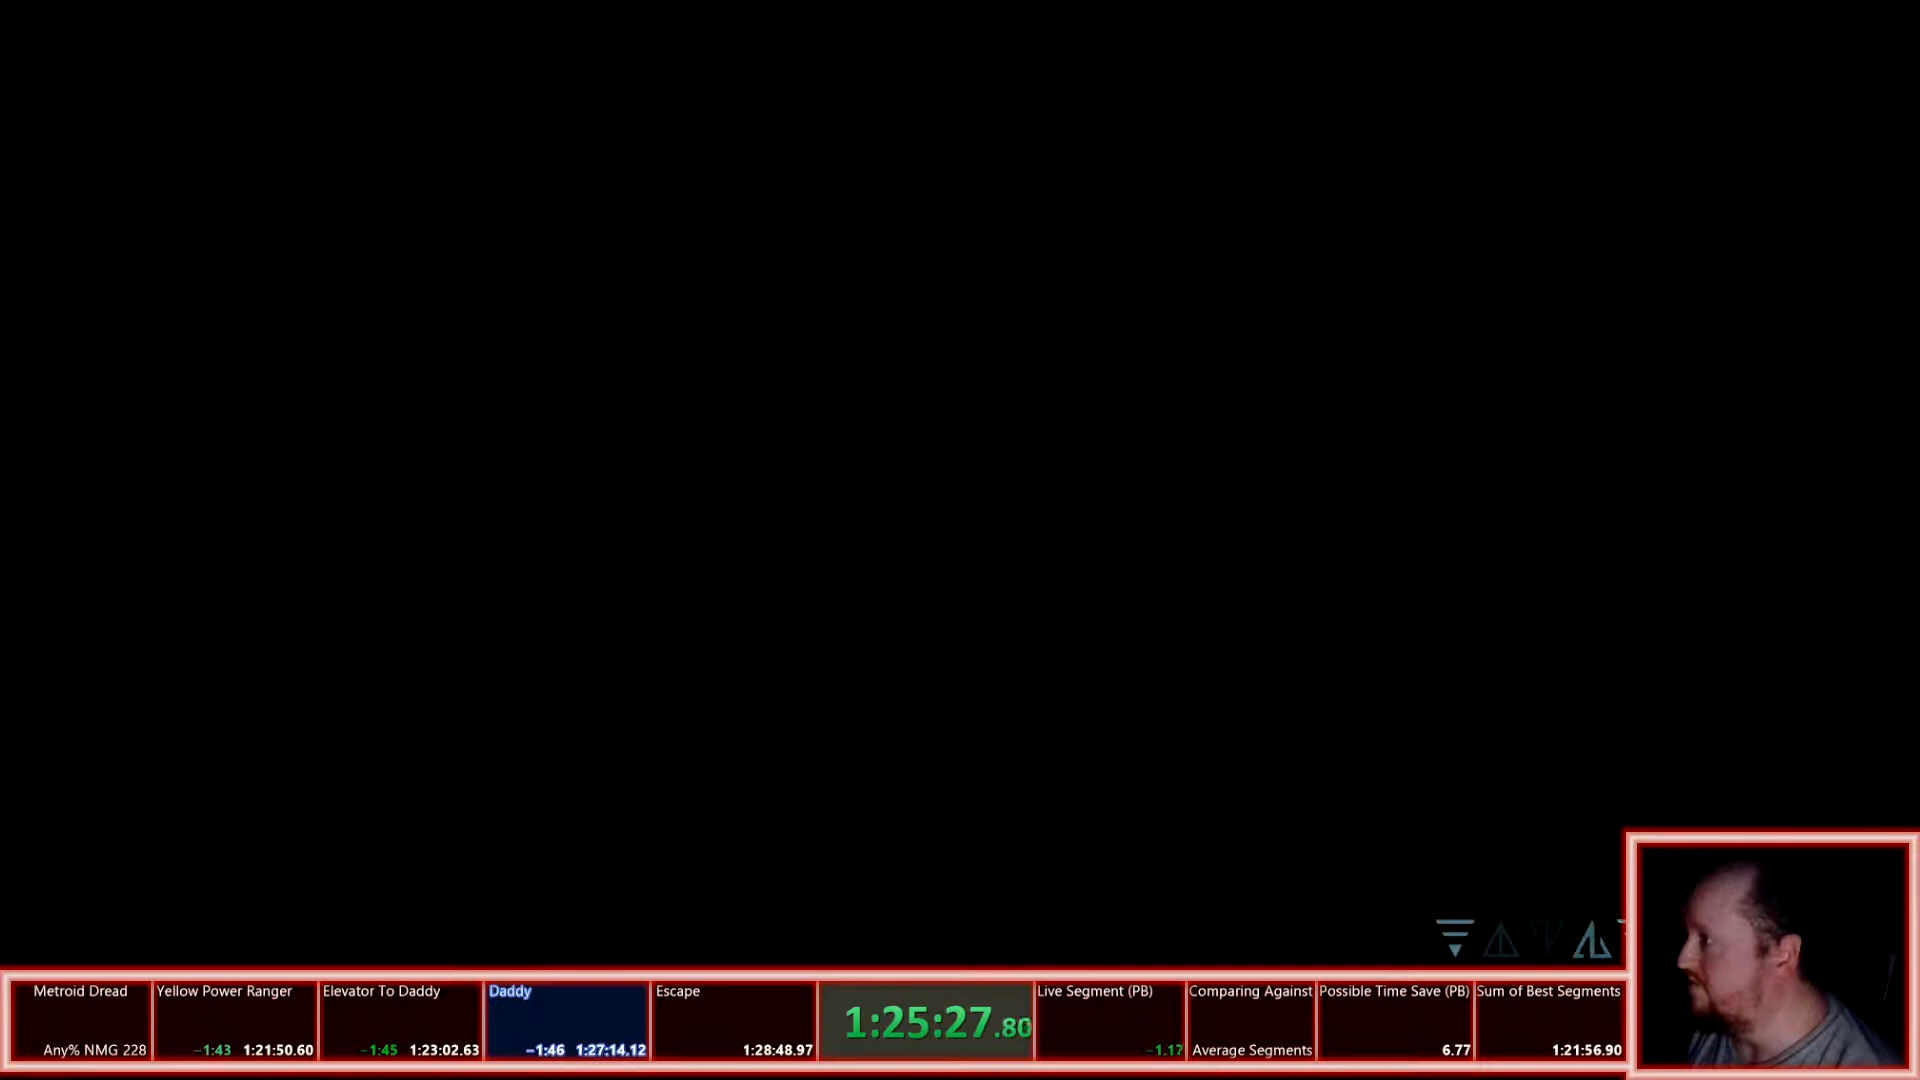 Metroid Dread
Any% NMG 228
Yellow Power Ranger
−1:43 1:21:50.60
Elevator To Daddy
−1:45 1:23:02.63
Daddy
−1:46 1:27:14.12
Escape
1:28:48.97
1:25:27.80
Live Segment (PB)
−1.17
Comparing Against
Average Segments
Possible Time Save (PB)
6.77
Sum of Best Segments
1:21:56.90